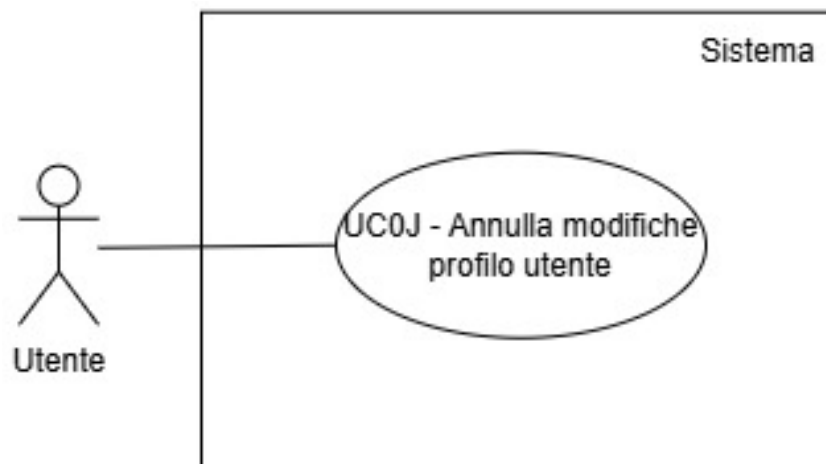 Sistema
UC0J - Annulla modifiche
profilo utente
Utente